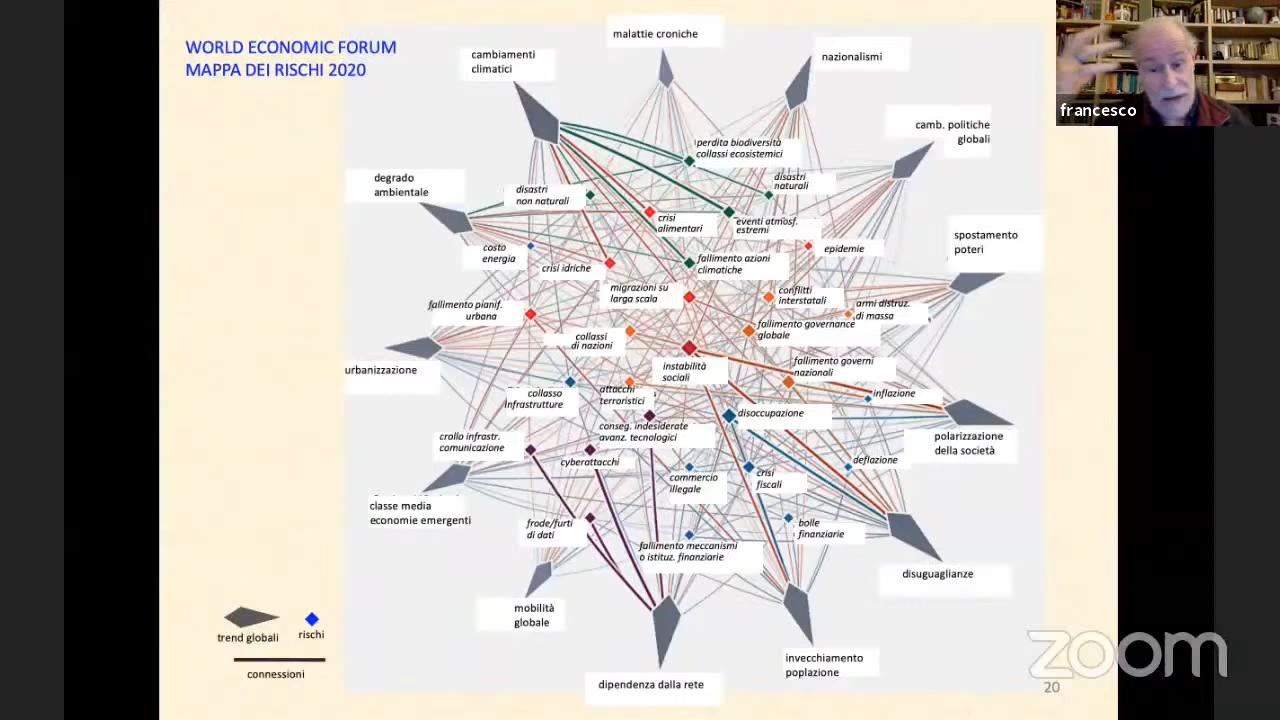 WORLD ECONOMIC FORUM
MAPPA DEI RISCHI 2020
malattie croniche
cambiamenti
climatici
nazionalismi
francesco
camb. politiche
globali
perdita biodiversità
collassi ecosistemici
degrado
ambientale
disastri
non naturali
disastri
naturali
crisi
alimentari
eventi atmosf.
estremi
spostamento
poteri
costo
energia
epidemie
crisi idriche
fallimento azioni
climatiche
migrazioni su
larga scala
conflitti
interstatali
armi distruz.
di massa
fallimento pianif.
urbana
fallimento governance
globale
collassi
di nazioni
urbanizzazione
instabilità
sociali
fallimento governi
nazionali
collasso
infrastrutture
attacchi
terroristici
inflazione
disoccupazione
conseg. indesiderate
avanz. tecnologici
polarizzazione
della società
crollo infrastr.
comunicazione
cyberattacchi
deflazione
commercio
illegale
crisi
fiscali
classe media
economie emergenti
frode/furti
di dati
bolle
finanziarie
fallimento meccanismi
o istituz. finanziarie
disuguaglianze
mobilità
globale
trend globali
rischi
connessioni
invecchiamento
poplazione
dipendenza dalla rete
zoom
20